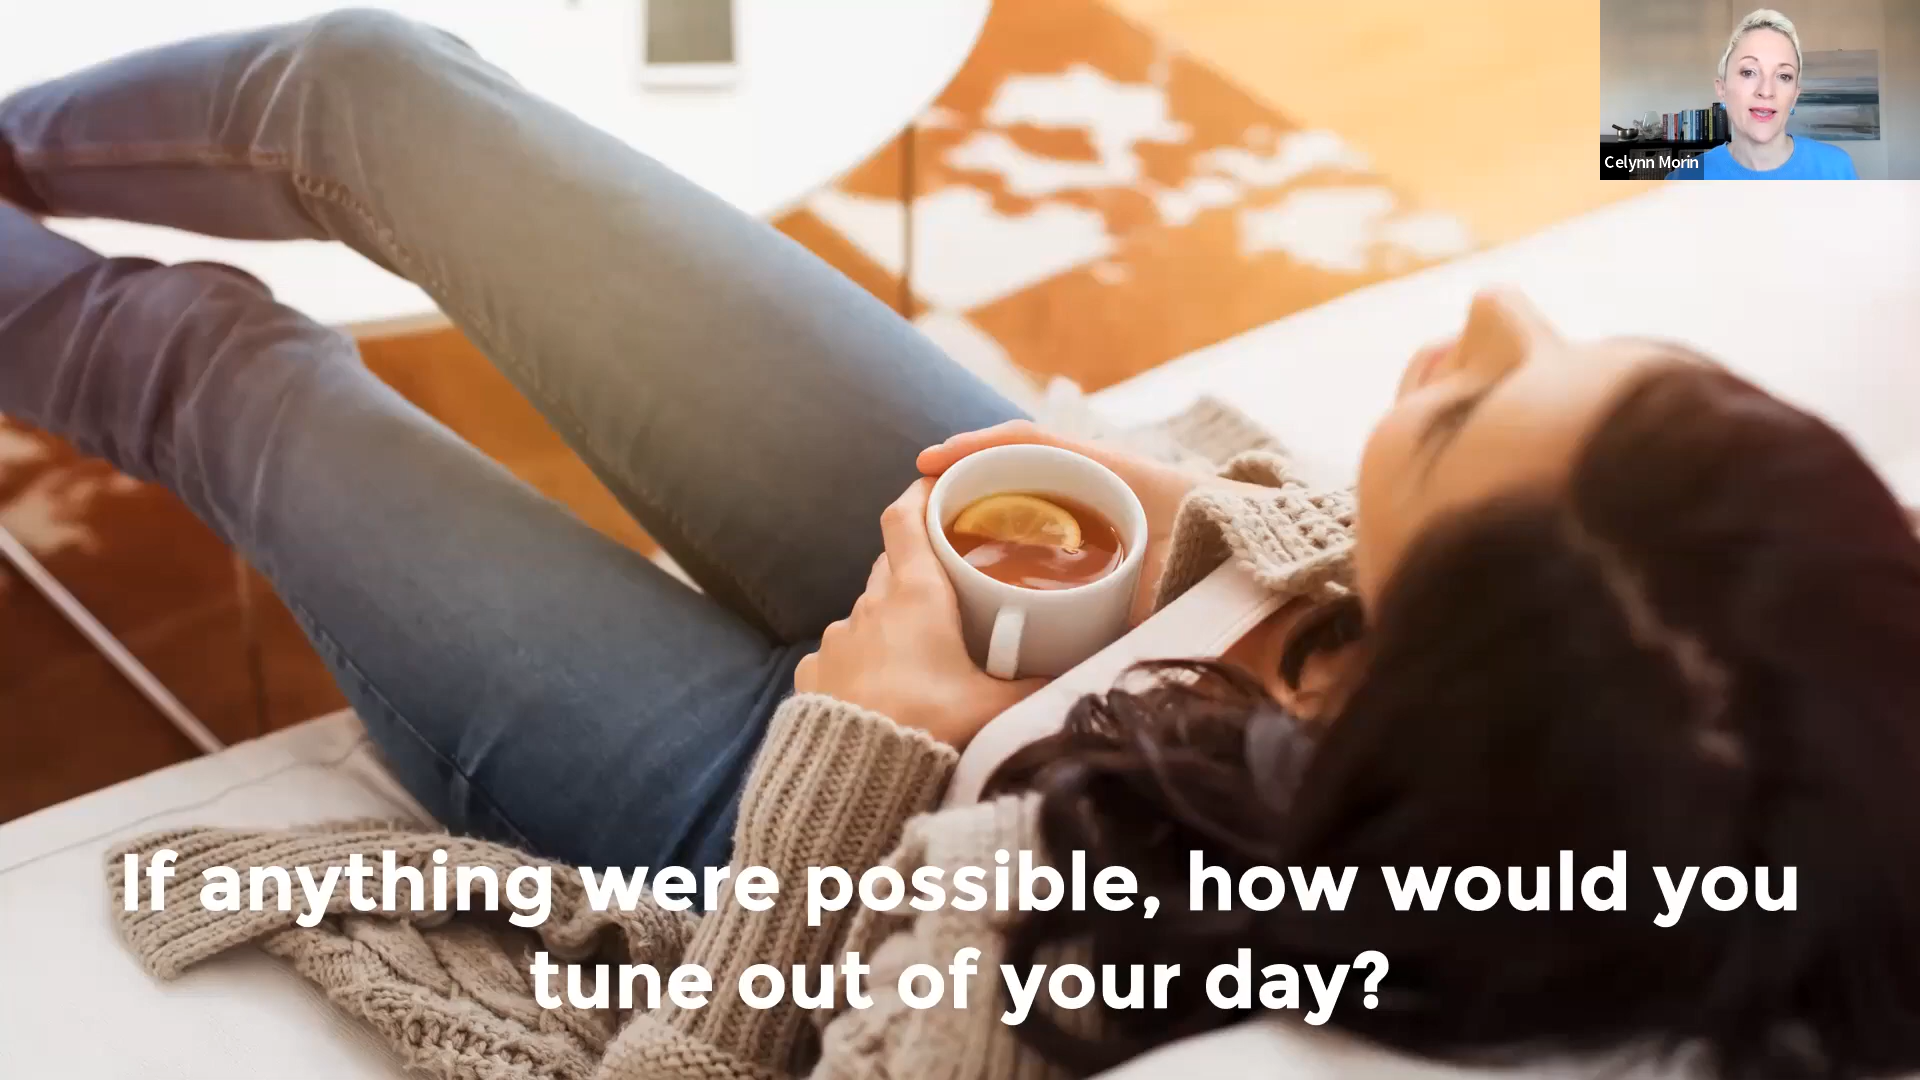 Celynn Morin
If anything were possible, how would you
tune out of your day?